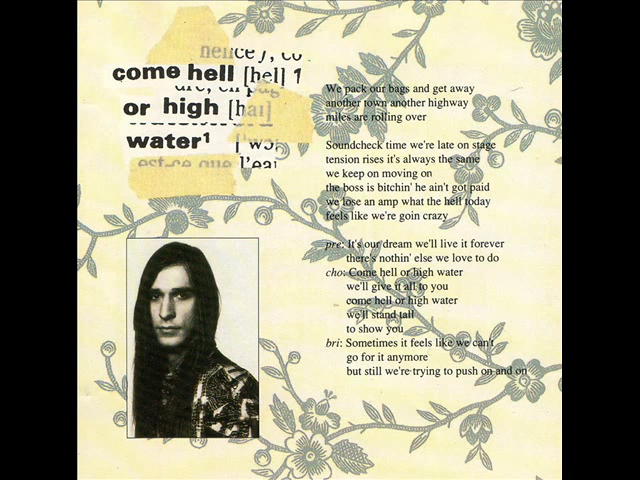 come hell [hel] 1
or high [hai]
water1
est-ce que l'eau
We pack our bags and get away
another town another highway
miles are rolling over
Soundcheck time we're late on stage
tension rises it's always the same
we keep on moving on
the boss is bitchin' he ain't got paid
we lose an amp what the hell today
feels like we're goin crazy
pre: It's our dream we'll live it forever
there's nothin' else we love to do
cho: Come hell or high water
we'll give it all to you
come hell or high water
we'll stand tall
to show you
bri: Sometimes it feels like we can't
go for it anymore
but still we're trying to push on and on